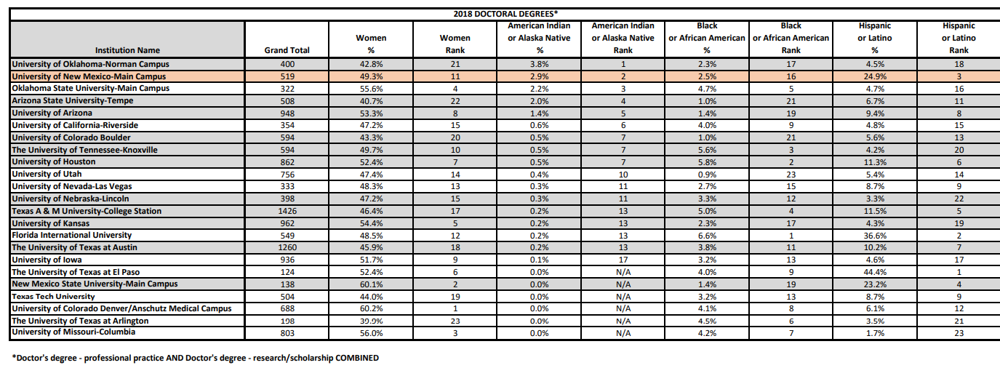 2018 DOCTORAL DEGREES*
Institution Name Grand Total Women % Women Rank American Indian or Alaska Native % American Indian or Alaska Native Rank Black or African American % Black or African American Rank Hispanic or Latino % Hispanic or Latino Rank
University of Oklahoma-Norman Campus 400 42.8% 21 3.8% 1 2.3% 17 4.5% 18
University of New Mexico-Main Campus 519 49.3% 11 2.9% 2 2.5% 16 24.9% 3
Oklahoma State University-Main Campus 322 55.6% 4 2.2% 3 4.7% 5 4.7% 16
Arizona State University-Tempe 508 40.7% 22 2.0% 4 1.0% 21 6.7% 11
University of Arizona 948 53.3% 8 1.4% 5 1.4% 19 9.4% 8
University of California-Riverside 354 47.2% 15 0.6% 6 4.0% 9 4.8% 15
University of Colorado Boulder 594 43.3% 20 0.5% 7 1.0% 21 5.6% 13
The University of Tennessee-Knoxville 594 49.7% 10 0.5% 7 5.6% 3 4.2% 20
University of Houston 862 52.4% 7 0.5% 7 5.8% 2 11.3% 6
University of Utah 756 47.4% 14 0.4% 10 0.9% 23 5.4% 14
University of Nevada-Las Vegas 333 48.3% 13 0.3% 11 2.7% 15 8.7% 9
University of Nebraska-Lincoln 398 47.2% 15 0.3% 11 3.3% 12 3.3% 22
Texas A & M University-College Station 1426 46.4% 17 0.2% 13 5.0% 4 11.5% 5
University of Kansas 962 54.4% 5 0.2% 13 2.3% 17 4.3% 19
Florida International University 549 48.5% 12 0.2% 13 6.6% 1 36.6% 2
The University of Texas at Austin 1260 45.9% 18 0.2% 13 3.8% 11 10.2% 7
University of Iowa 936 51.7% 9 0.1% 17 3.2% 13 4.6% 17
The University of Texas at El Paso 124 52.4% 6 0.0% N/A 4.0% 9 44.4% 1
New Mexico State University-Main Campus 138 60.1% 2 0.0% N/A 1.4% 19 23.2% 4
Texas Tech University 504 44.0% 19 0.0% N/A 3.2% 13 8.7% 9
University of Colorado Denver/Anschutz Medical Campus 688 60.2% 1 0.0% N/A 4.1% 8 6.1% 12
The University of Texas at Arlington 198 39.9% 23 0.0% N/A 4.5% 6 3.5% 21
University of Missouri-Columbia 803 56.0% 3 0.0% N/A 4.2% 7 1.7% 23
*Doctor's degree - professional practice AND Doctor's degree - research/scholarship COMBINED